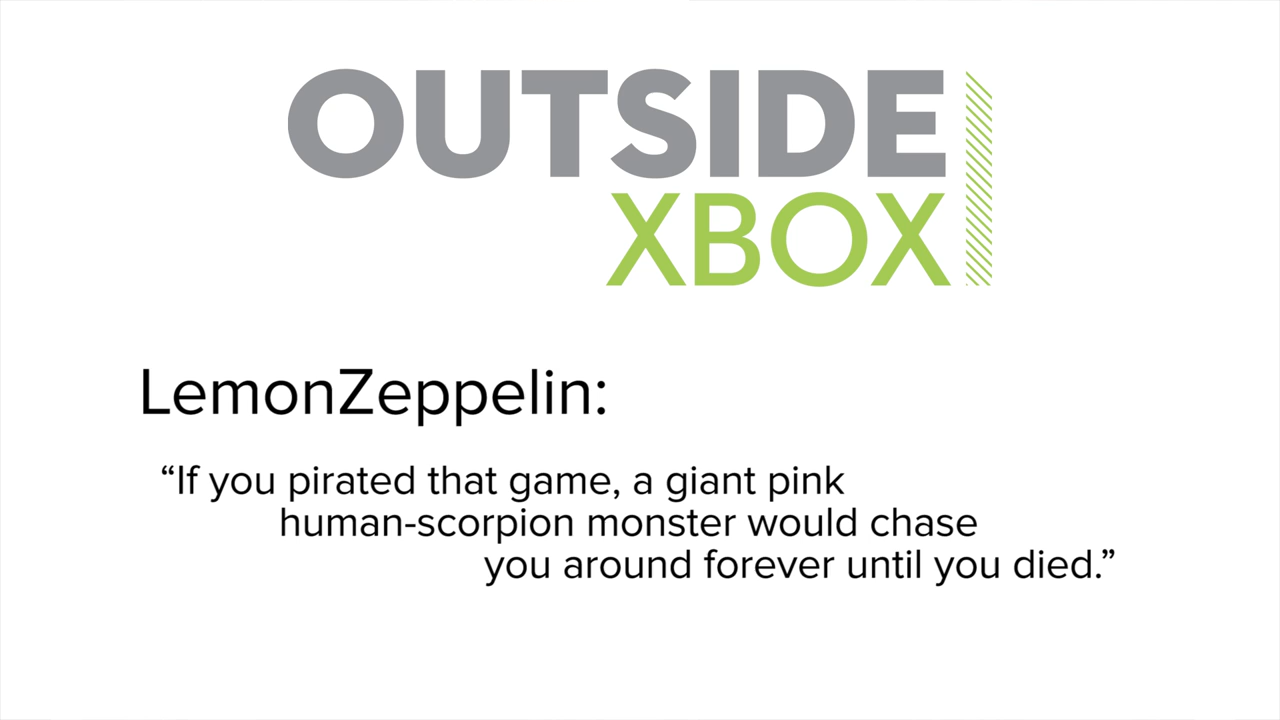 OUTSIDE
XBOX
LemonZeppelin:
“If you pirated that game, a giant pink
human-scorpion monster would chase
you around forever until you died.”